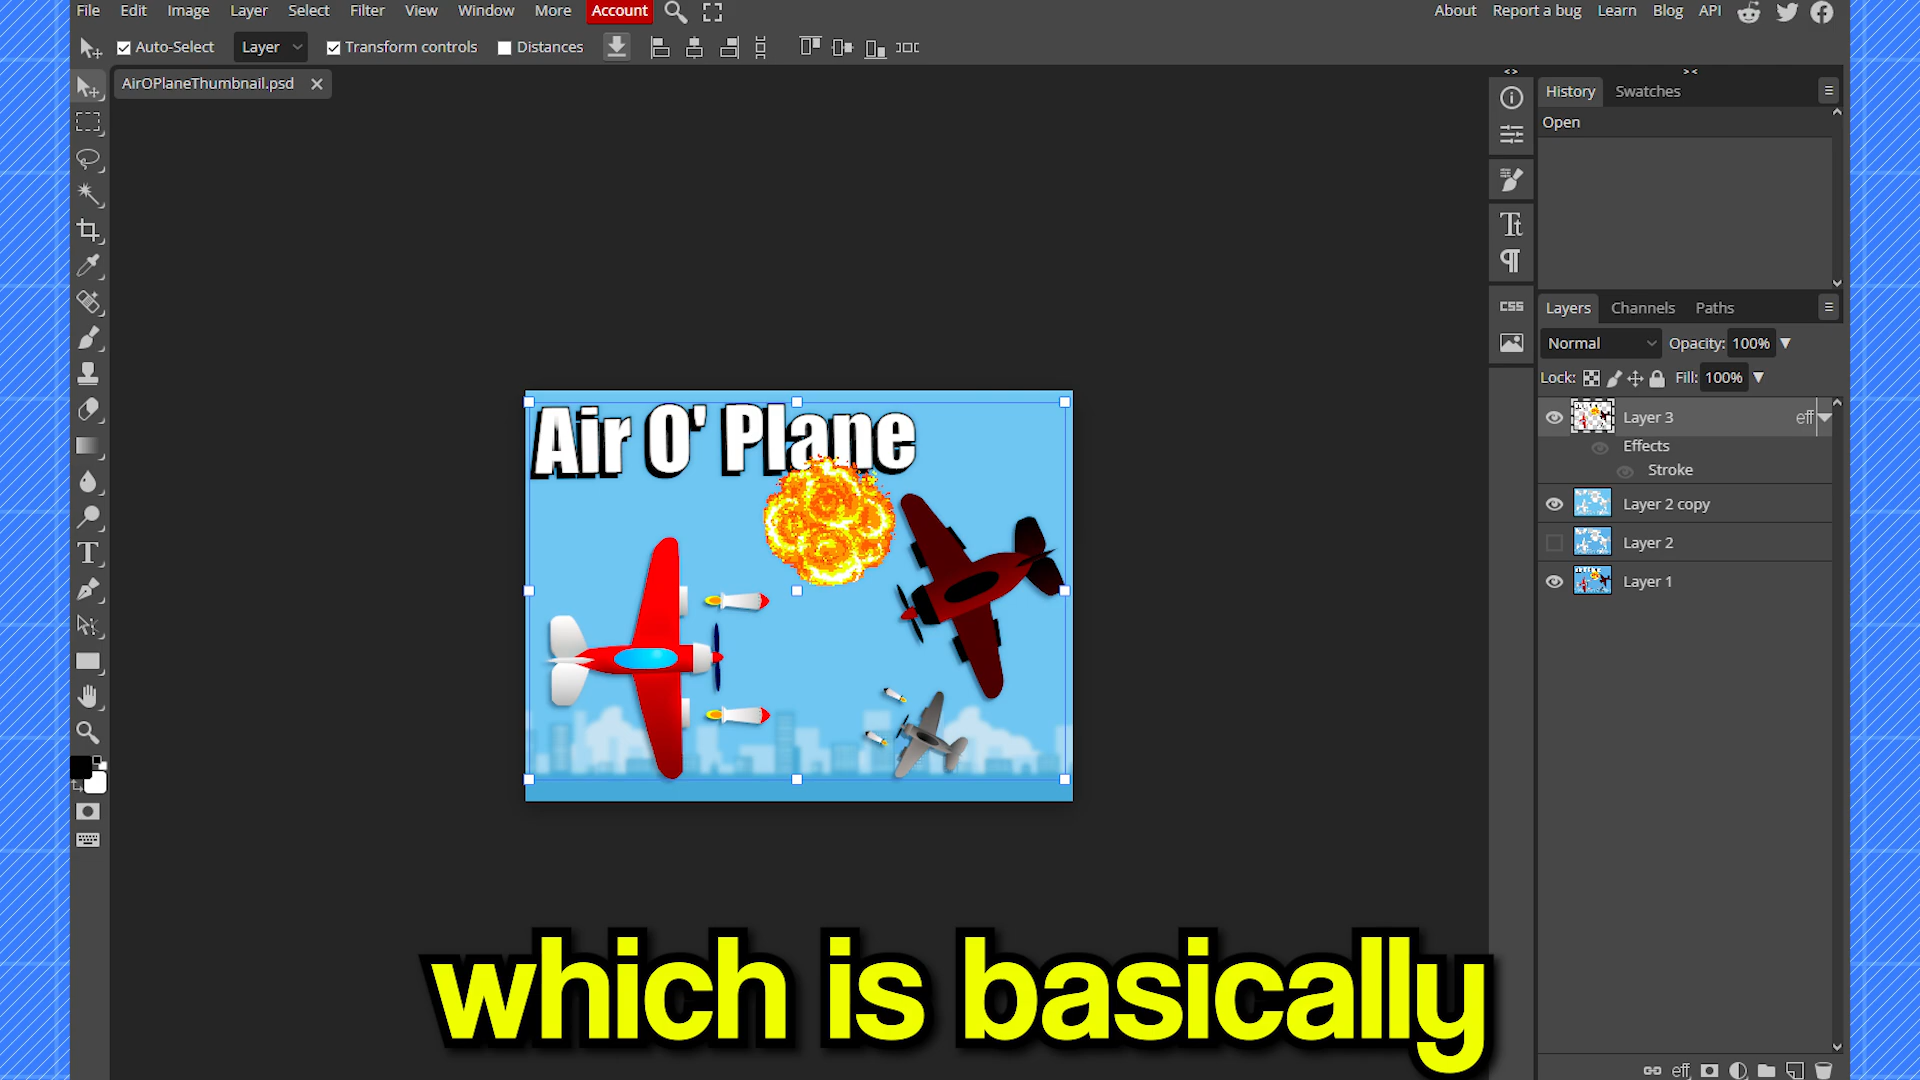 File Edit Image Layer Select Filter View Window More Account About Report a bug Learn Blog API
Auto-Select Layer Transform controls Distances
AirOPlaneThumbnail.psd
History Swatches
Open
Tt
CSS
Layers Channels Paths
Normal Opacity: 100%
Lock: Fill: 100%
Layer 3 eff
Effects
Stroke
Layer 2 copy
Layer 2
Layer 1
Air O' Plane
which is basically
eff